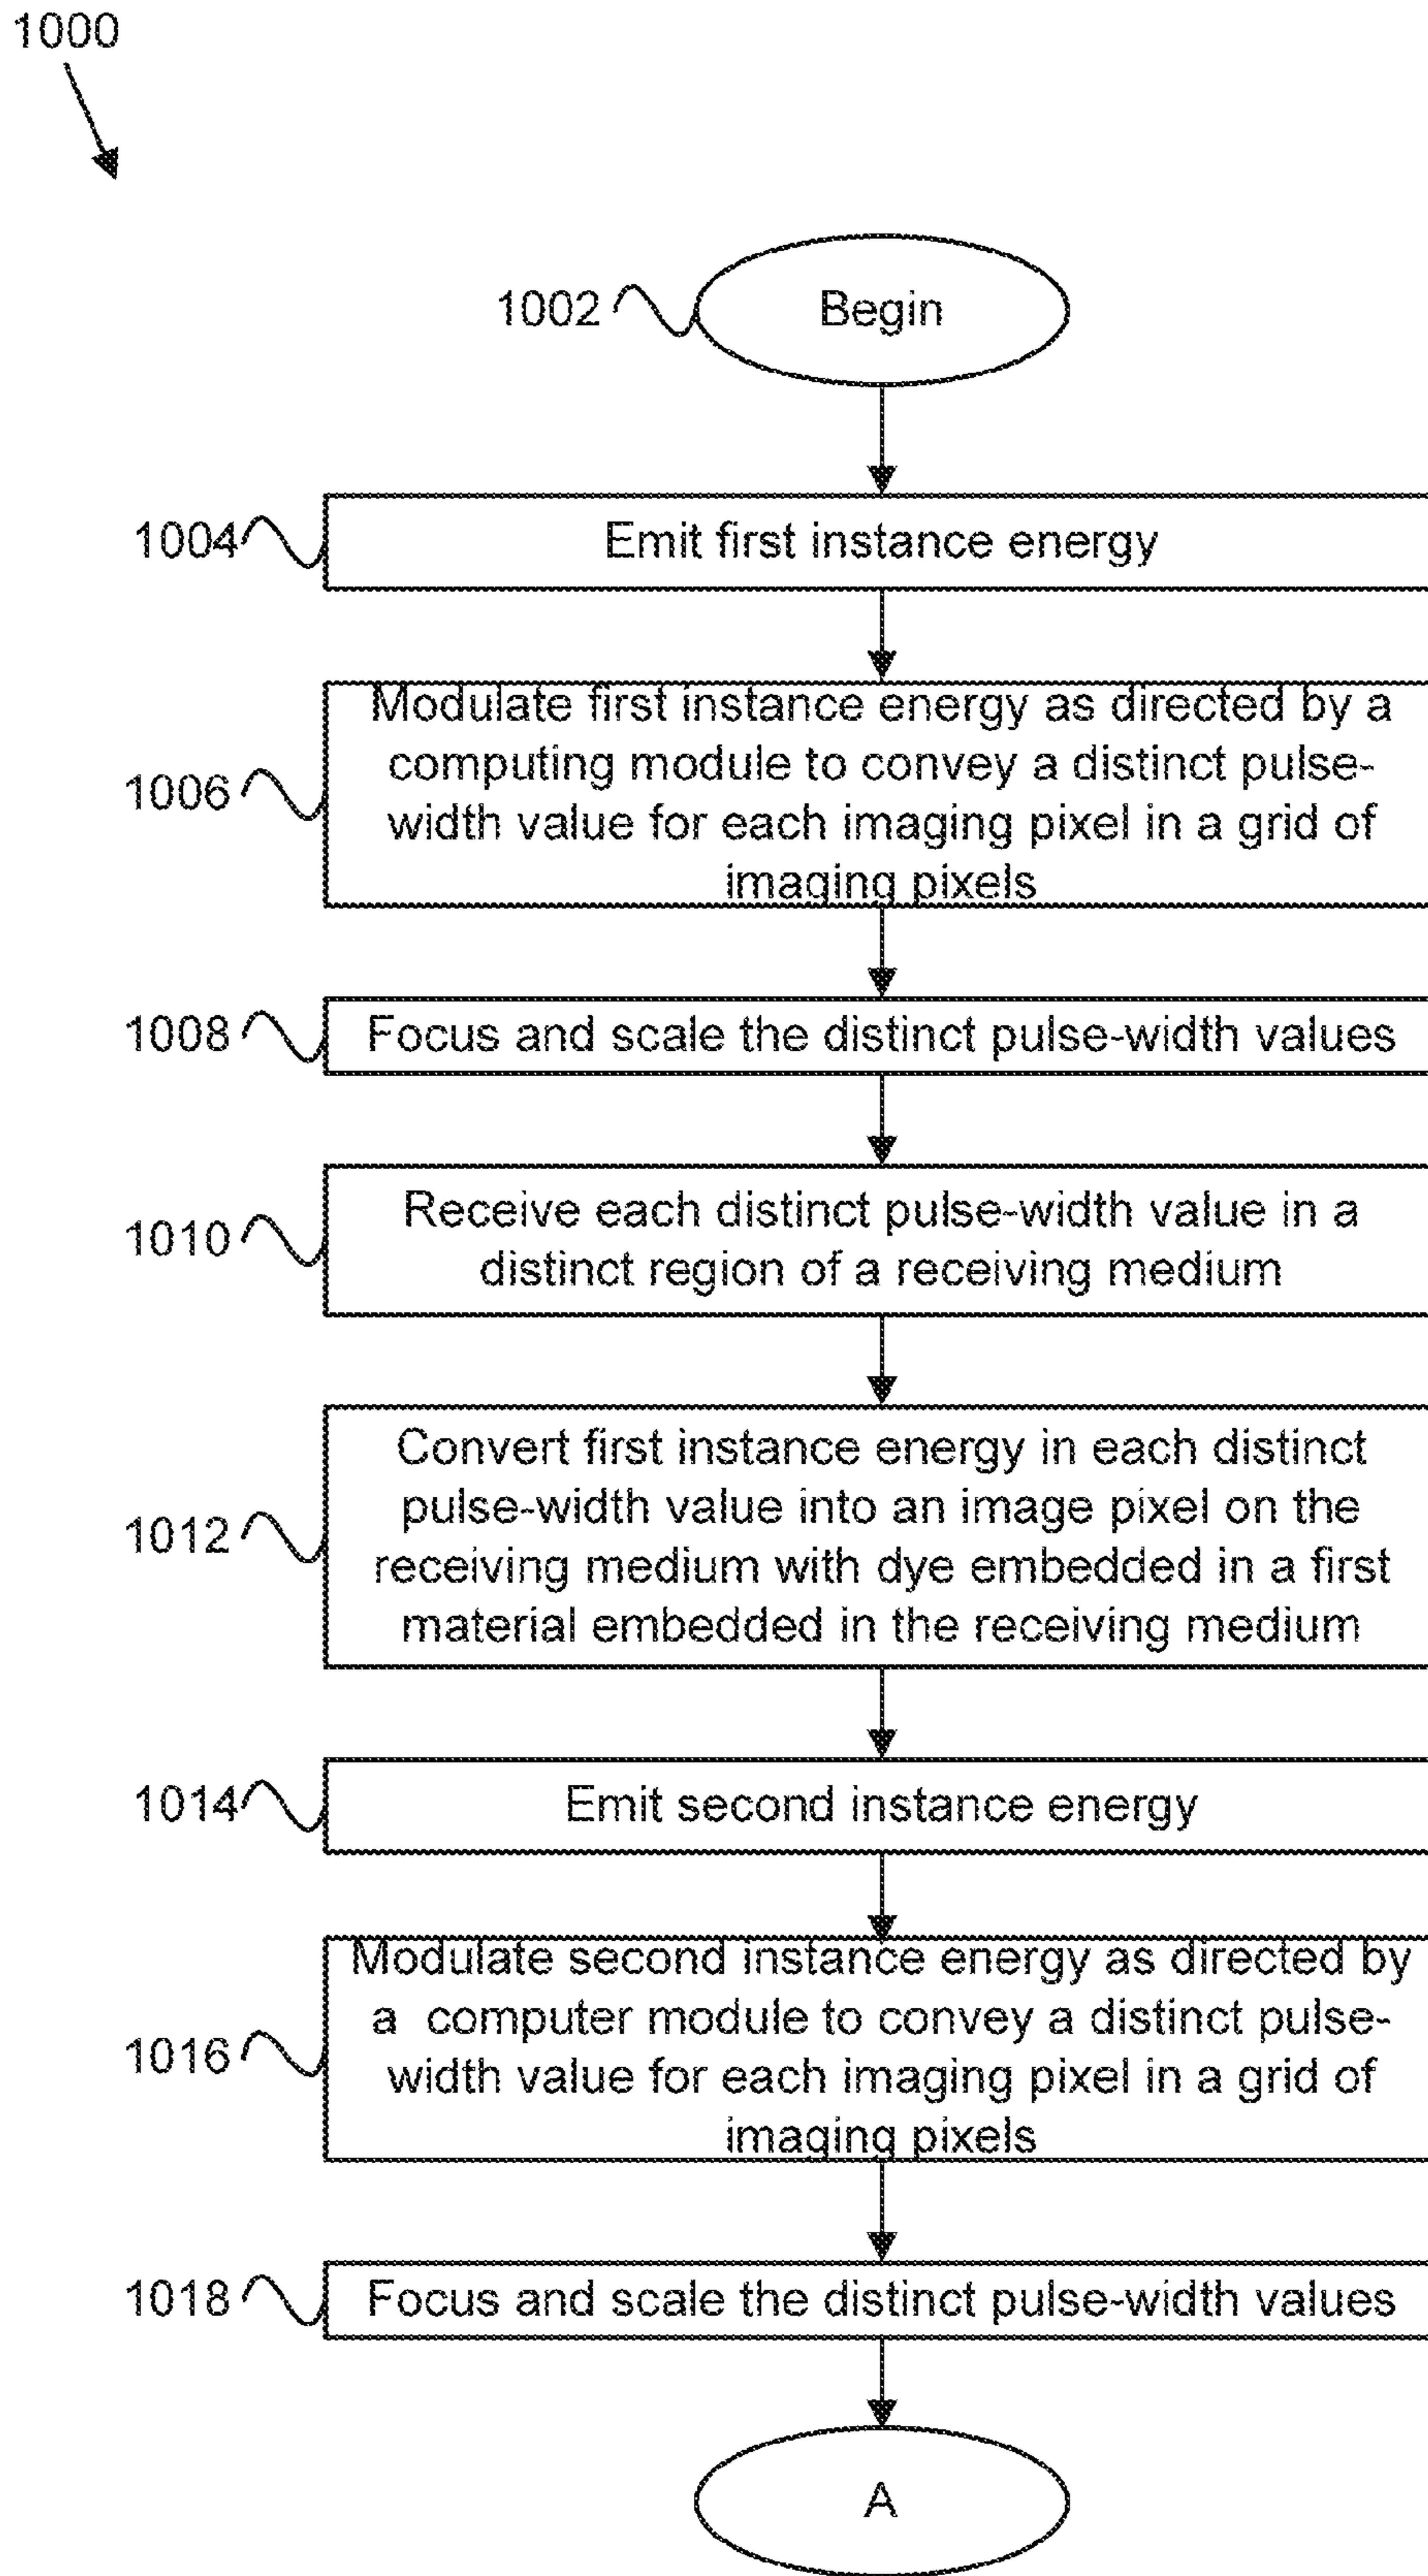 1000
1002
Begin
1004
Emit first instance energy
1006
Modulate first instance energy as directed by a
computing module to convey a distinct pulse-
width value for each imaging pixel in a grid of
imaging pixels
1008
Focus and scale the distinct pulse-width values
1010
Receive each distinct pulse-width value in a
distinct region of a receiving medium
1012
Convert first instance energy in each distinct
pulse-width value into an image pixel on the
receiving medium with dye embedded in a first
material embedded in the receiving medium
1014
Emit second instance energy
1016
Modulate second instance energy as directed by
a  computer module to convey a distinct pulse-
width value for each imaging pixel in a grid of
imaging pixels
1018
Focus and scale the distinct pulse-width values
A